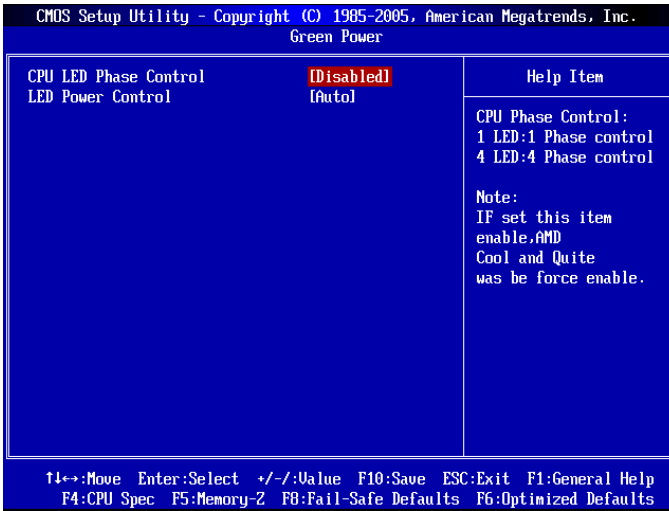 CMOS Setup Utility - Copyright (C) 1985-2005, American Megatrends, Inc.
Green Power
CPU LED Phase Control [Disabled]
LED Power Control [Auto]
Help Item
CPU Phase Control:
1 LED:1 Phase control
4 LED:4 Phase control
Note:
IF set this item
enable,AMD
Cool and Quite
was be force enable.
↑↓↔:Move Enter:Select +/-/:Value F10:Save ESC:Exit F1:General Help
F4:CPU Spec F5:Memory-Z F8:Fail-Safe Defaults F6:Optimized Defaults